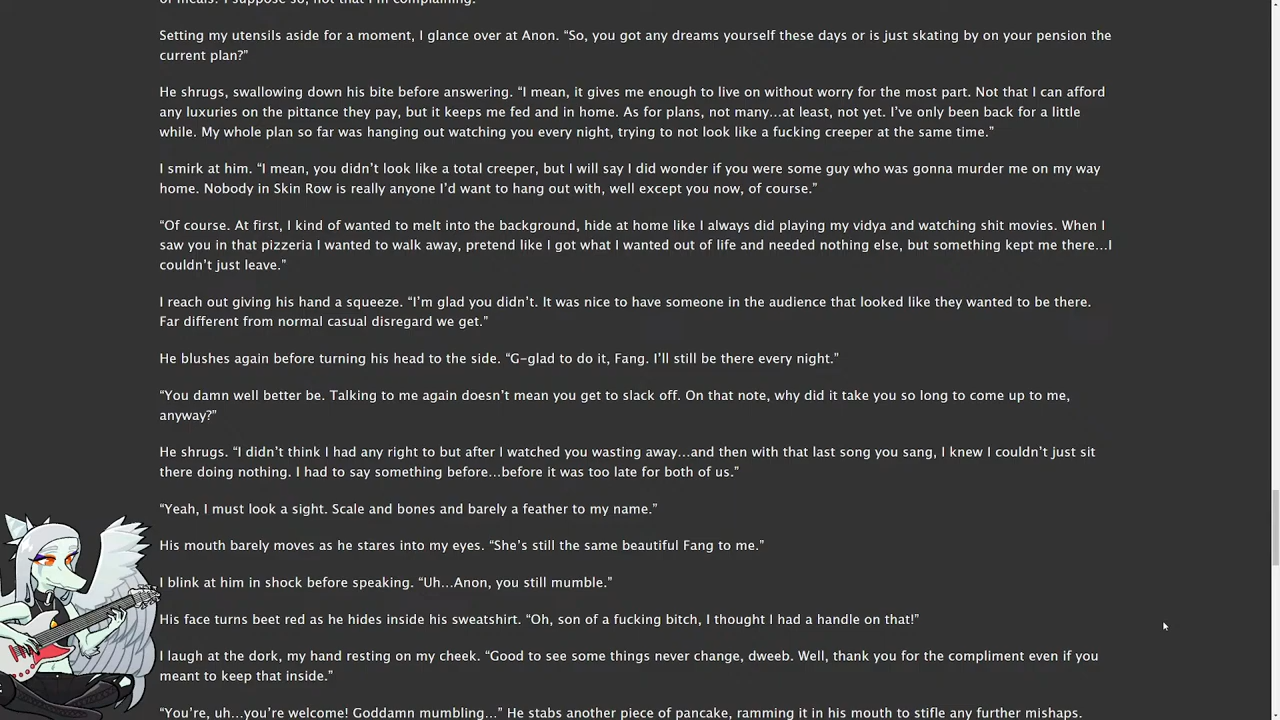 Setting my utensils aside for a moment, I glance over at Anon. “So, you got any dreams yourself these days or is just skating by on your pension the
current plan?”
He shrugs, swallowing down his bite before answering. “I mean, it gives me enough to live on without worry for the most part. Not that I can afford
any luxuries on the pittance they pay, but it keeps me fed and in home. As for plans, not many…at least, not yet. I’ve only been back for a little
while. My whole plan so far was hanging out watching you every night, trying to not look like a fucking creeper at the same time.”
I smirk at him. “I mean, you didn’t look like a total creeper, but I will say I did wonder if you were some guy who was gonna murder me on my way
home. Nobody in Skin Row is really anyone I’d want to hang out with, well except you now, of course.”
“Of course. At first, I kind of wanted to melt into the background, hide at home like I always did playing my vidya and watching shit movies. When I
saw you in that pizzeria I wanted to walk away, pretend like I got what I wanted out of life and needed nothing else, but something kept me there…I
couldn’t just leave.”
I reach out giving his hand a squeeze. “I’m glad you didn’t. It was nice to have someone in the audience that looked like they wanted to be there.
Far different from normal casual disregard we get.”
He blushes again before turning his head to the side. “G-glad to do it, Fang. I’ll still be there every night.”
“You damn well better be. Talking to me again doesn’t mean you get to slack off. On that note, why did it take you so long to come up to me,
anyway?”
He shrugs. “I didn’t think I had any right to but after I watched you wasting away…and then with that last song you sang, I knew I couldn’t just sit
there doing nothing. I had to say something before…before it was too late for both of us.”
“Yeah, I must look a sight. Scale and bones and barely a feather to my name.”
His mouth barely moves as he stares into my eyes. “She’s still the same beautiful Fang to me.”
I blink at him in shock before speaking. “Uh…Anon, you still mumble.”
His face turns beet red as he hides inside his sweatshirt. “Oh, son of a fucking bitch, I thought I had a handle on that!”
I laugh at the dork, my hand resting on my cheek. “Good to see some things never change, dweeb. Well, thank you for the compliment even if you
meant to keep that inside.”
“You’re, uh…you’re welcome! Goddamn mumbling…” He stabs another piece of pancake, ramming it in his mouth to stifle any further mishaps.